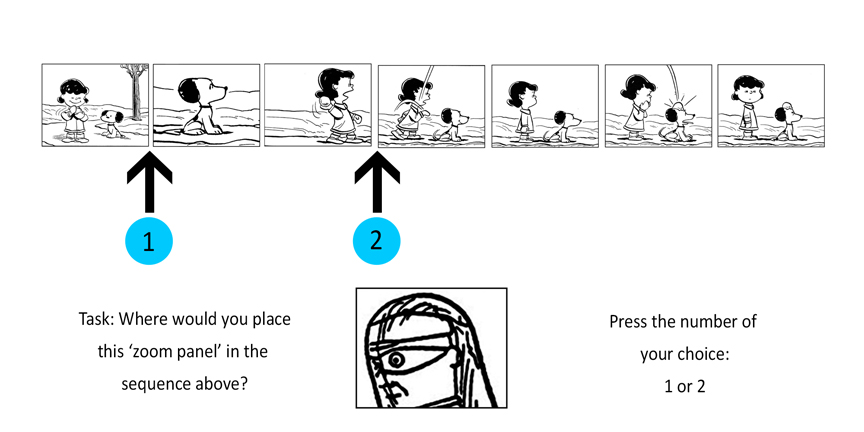 1
2
Task: Where would you place
this ‘zoom panel’ in the
sequence above?
Press the number of
your choice:
1 or 2